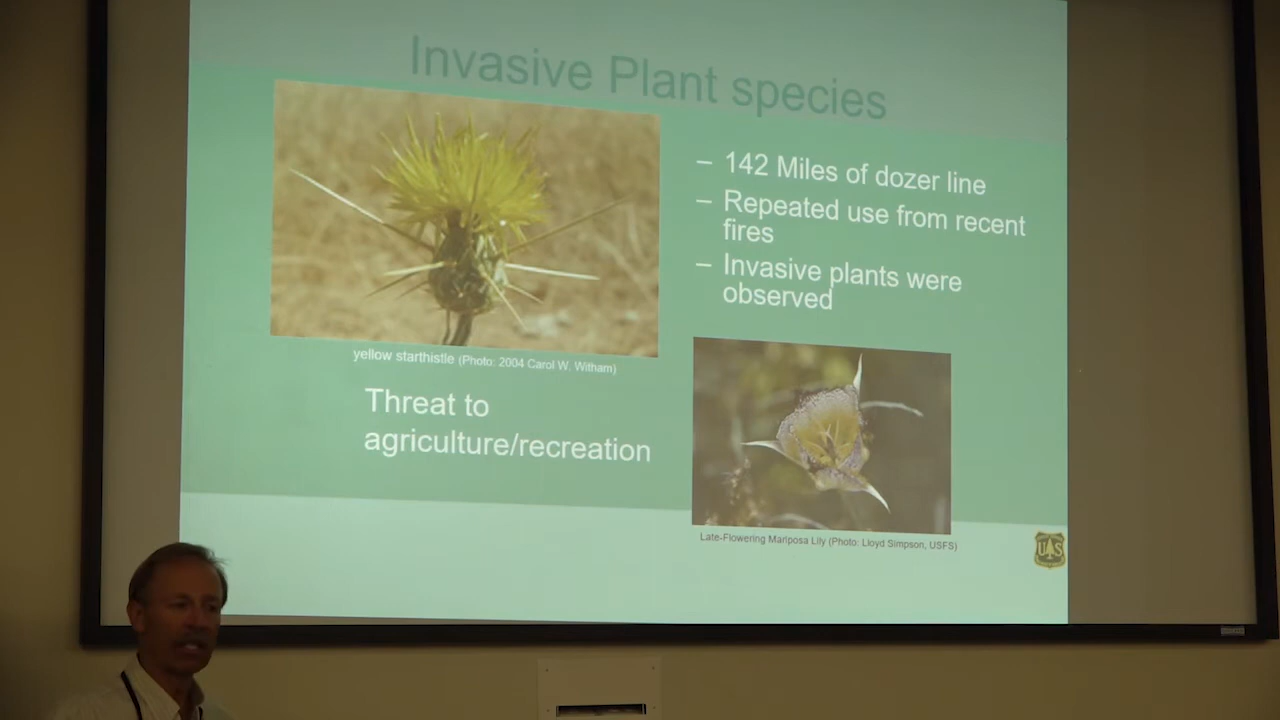 Invasive Plant species
– 142 Miles of dozer line
– Repeated use from recent
fires
– Invasive plants were
observed
yellow starthistle (Photo: 2004 Carol W. Witham)
Threat to
agriculture/recreation
Late-Flowering Mariposa Lily (Photo: Lloyd Simpson, USFS)
U S